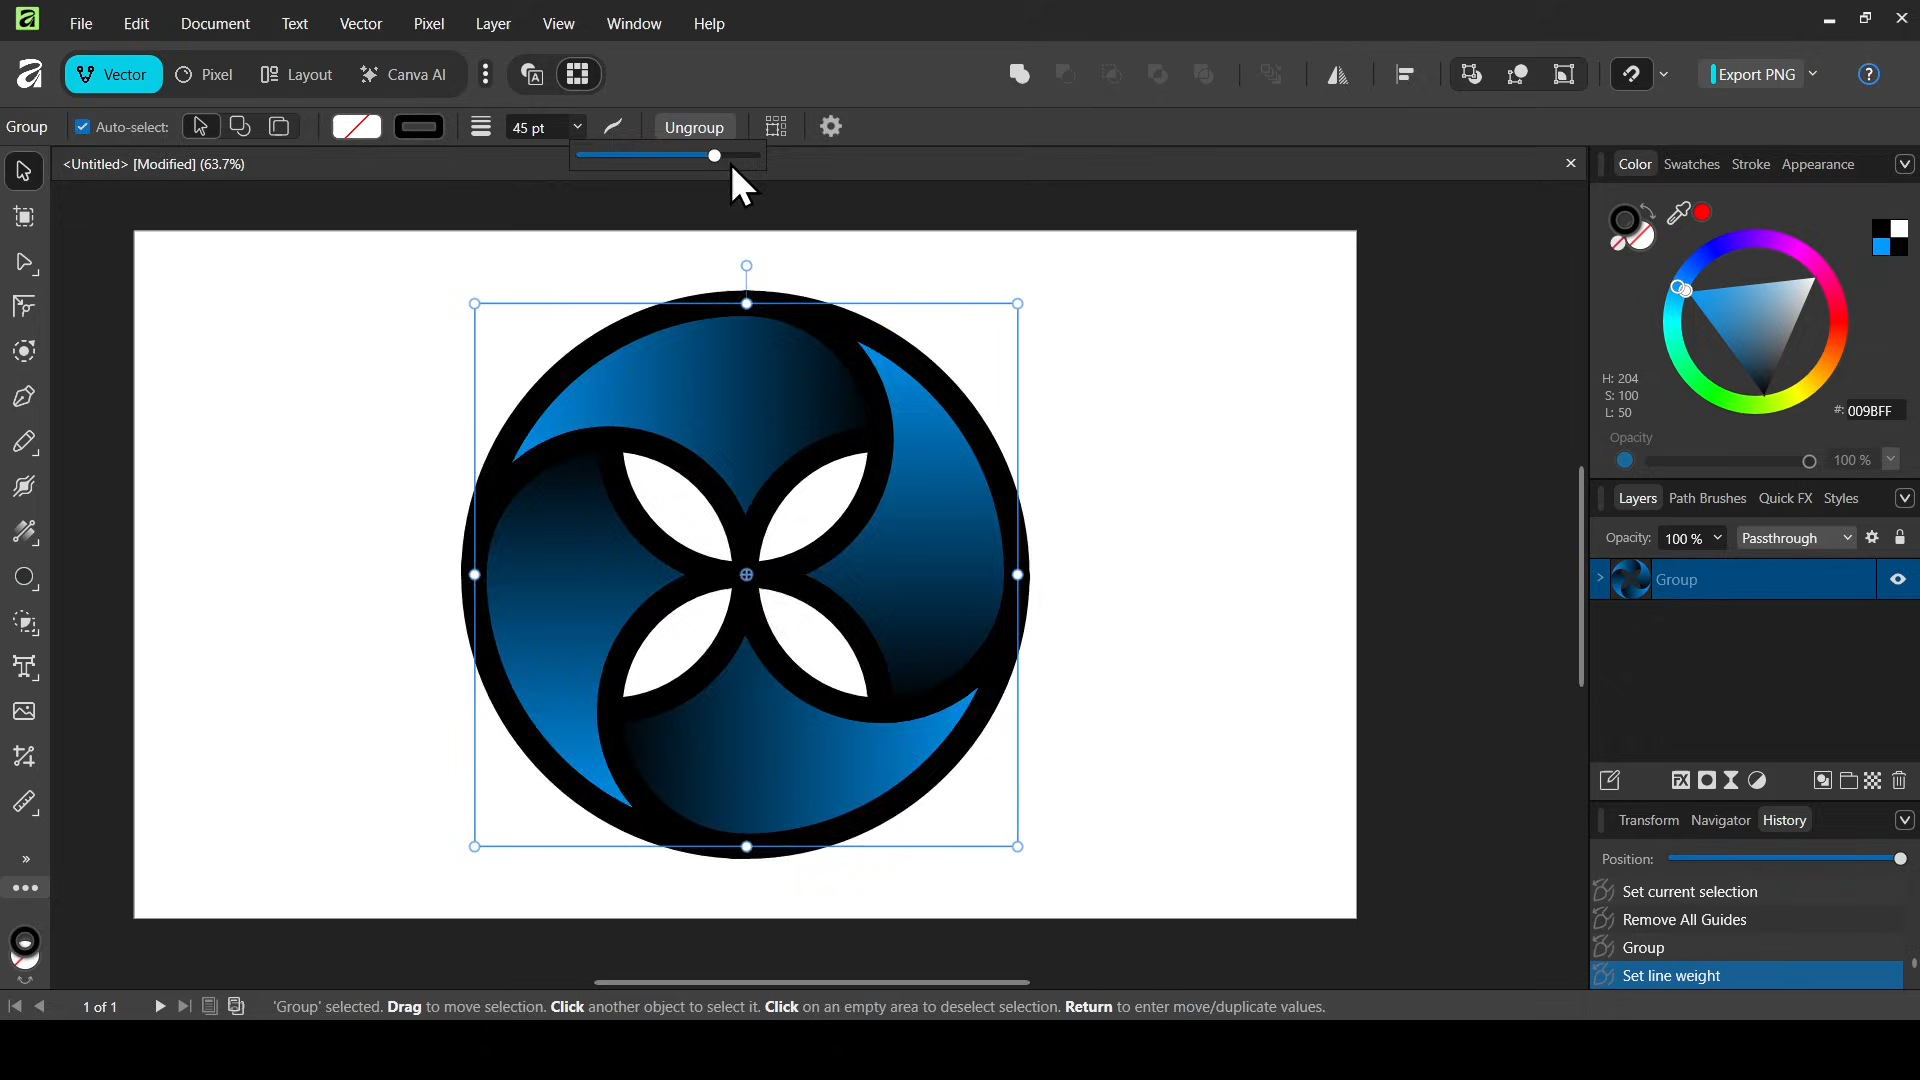 File Edit Document Text Vector Pixel Layer View Window Help
Vector Pixel Layout Canva AI Export PNG
Group Auto-select: 45 pt Ungroup
<Untitled> [Modified] (63.7%)
Color Swatches Stroke Appearance
H: 204
S: 100
L: 50
#: 009BFF
Opacity
100 %
Layers Path Brushes Quick FX Styles
Opacity: 100 % Passthrough
Group
FX
Transform Navigator History
Position:
Set current selection
Remove All Guides
Group
Set line weight
1 of 1 'Group' selected. Drag to move selection. Click another object to select it. Click on an empty area to deselect selection. Return to enter move/duplicate values.